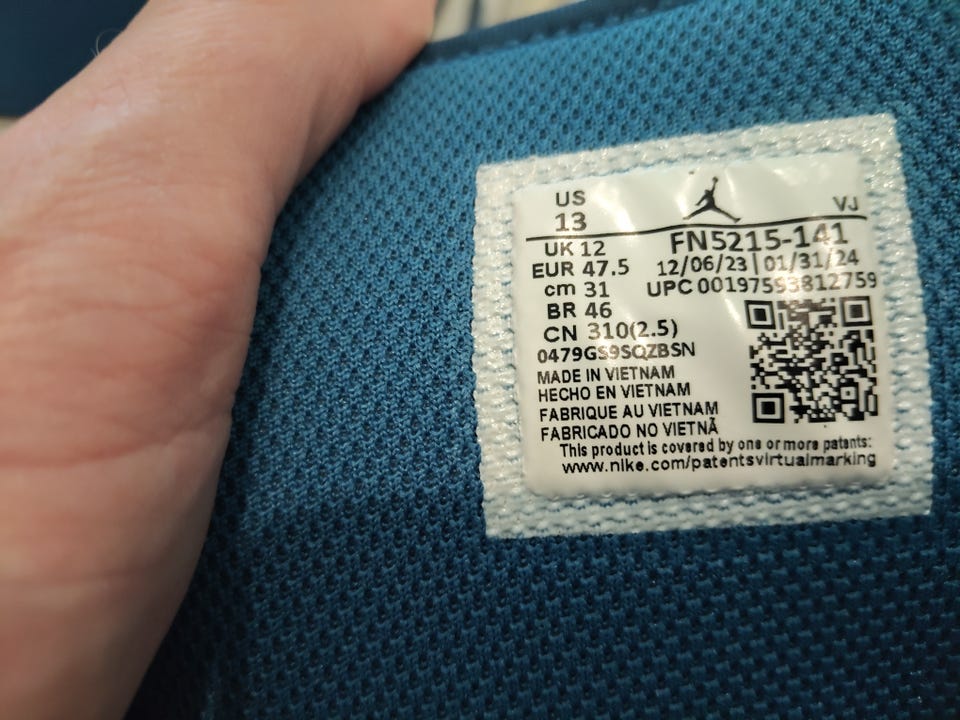 US
13
VJ
UK 12
EUR 47.5
cm 31
BR 46
CN 310(2.5)
FN5215-141
12/06/23 | 01/31/24
UPC 00197593812759
0479GS9SQZBSN
MADE IN VIETNAM
HECHO EN VIETNAM
FABRIQUE AU VIETNAM
FABRICADO NO VIETNÃ
This product is covered by one or more patents:
www.nike.com/patentsvirtualmarking